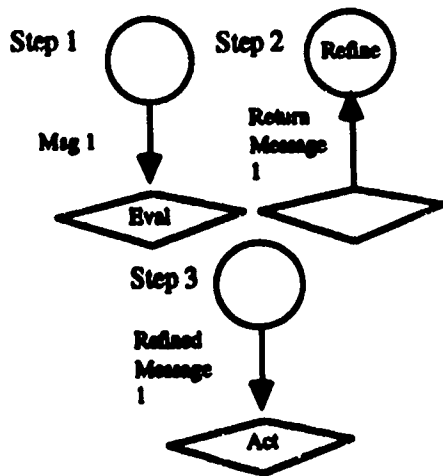 Step 1
Step 2
Refine
Msg 1
Return
Message
1
Eval
Step 3
Refined
Message
1
Act